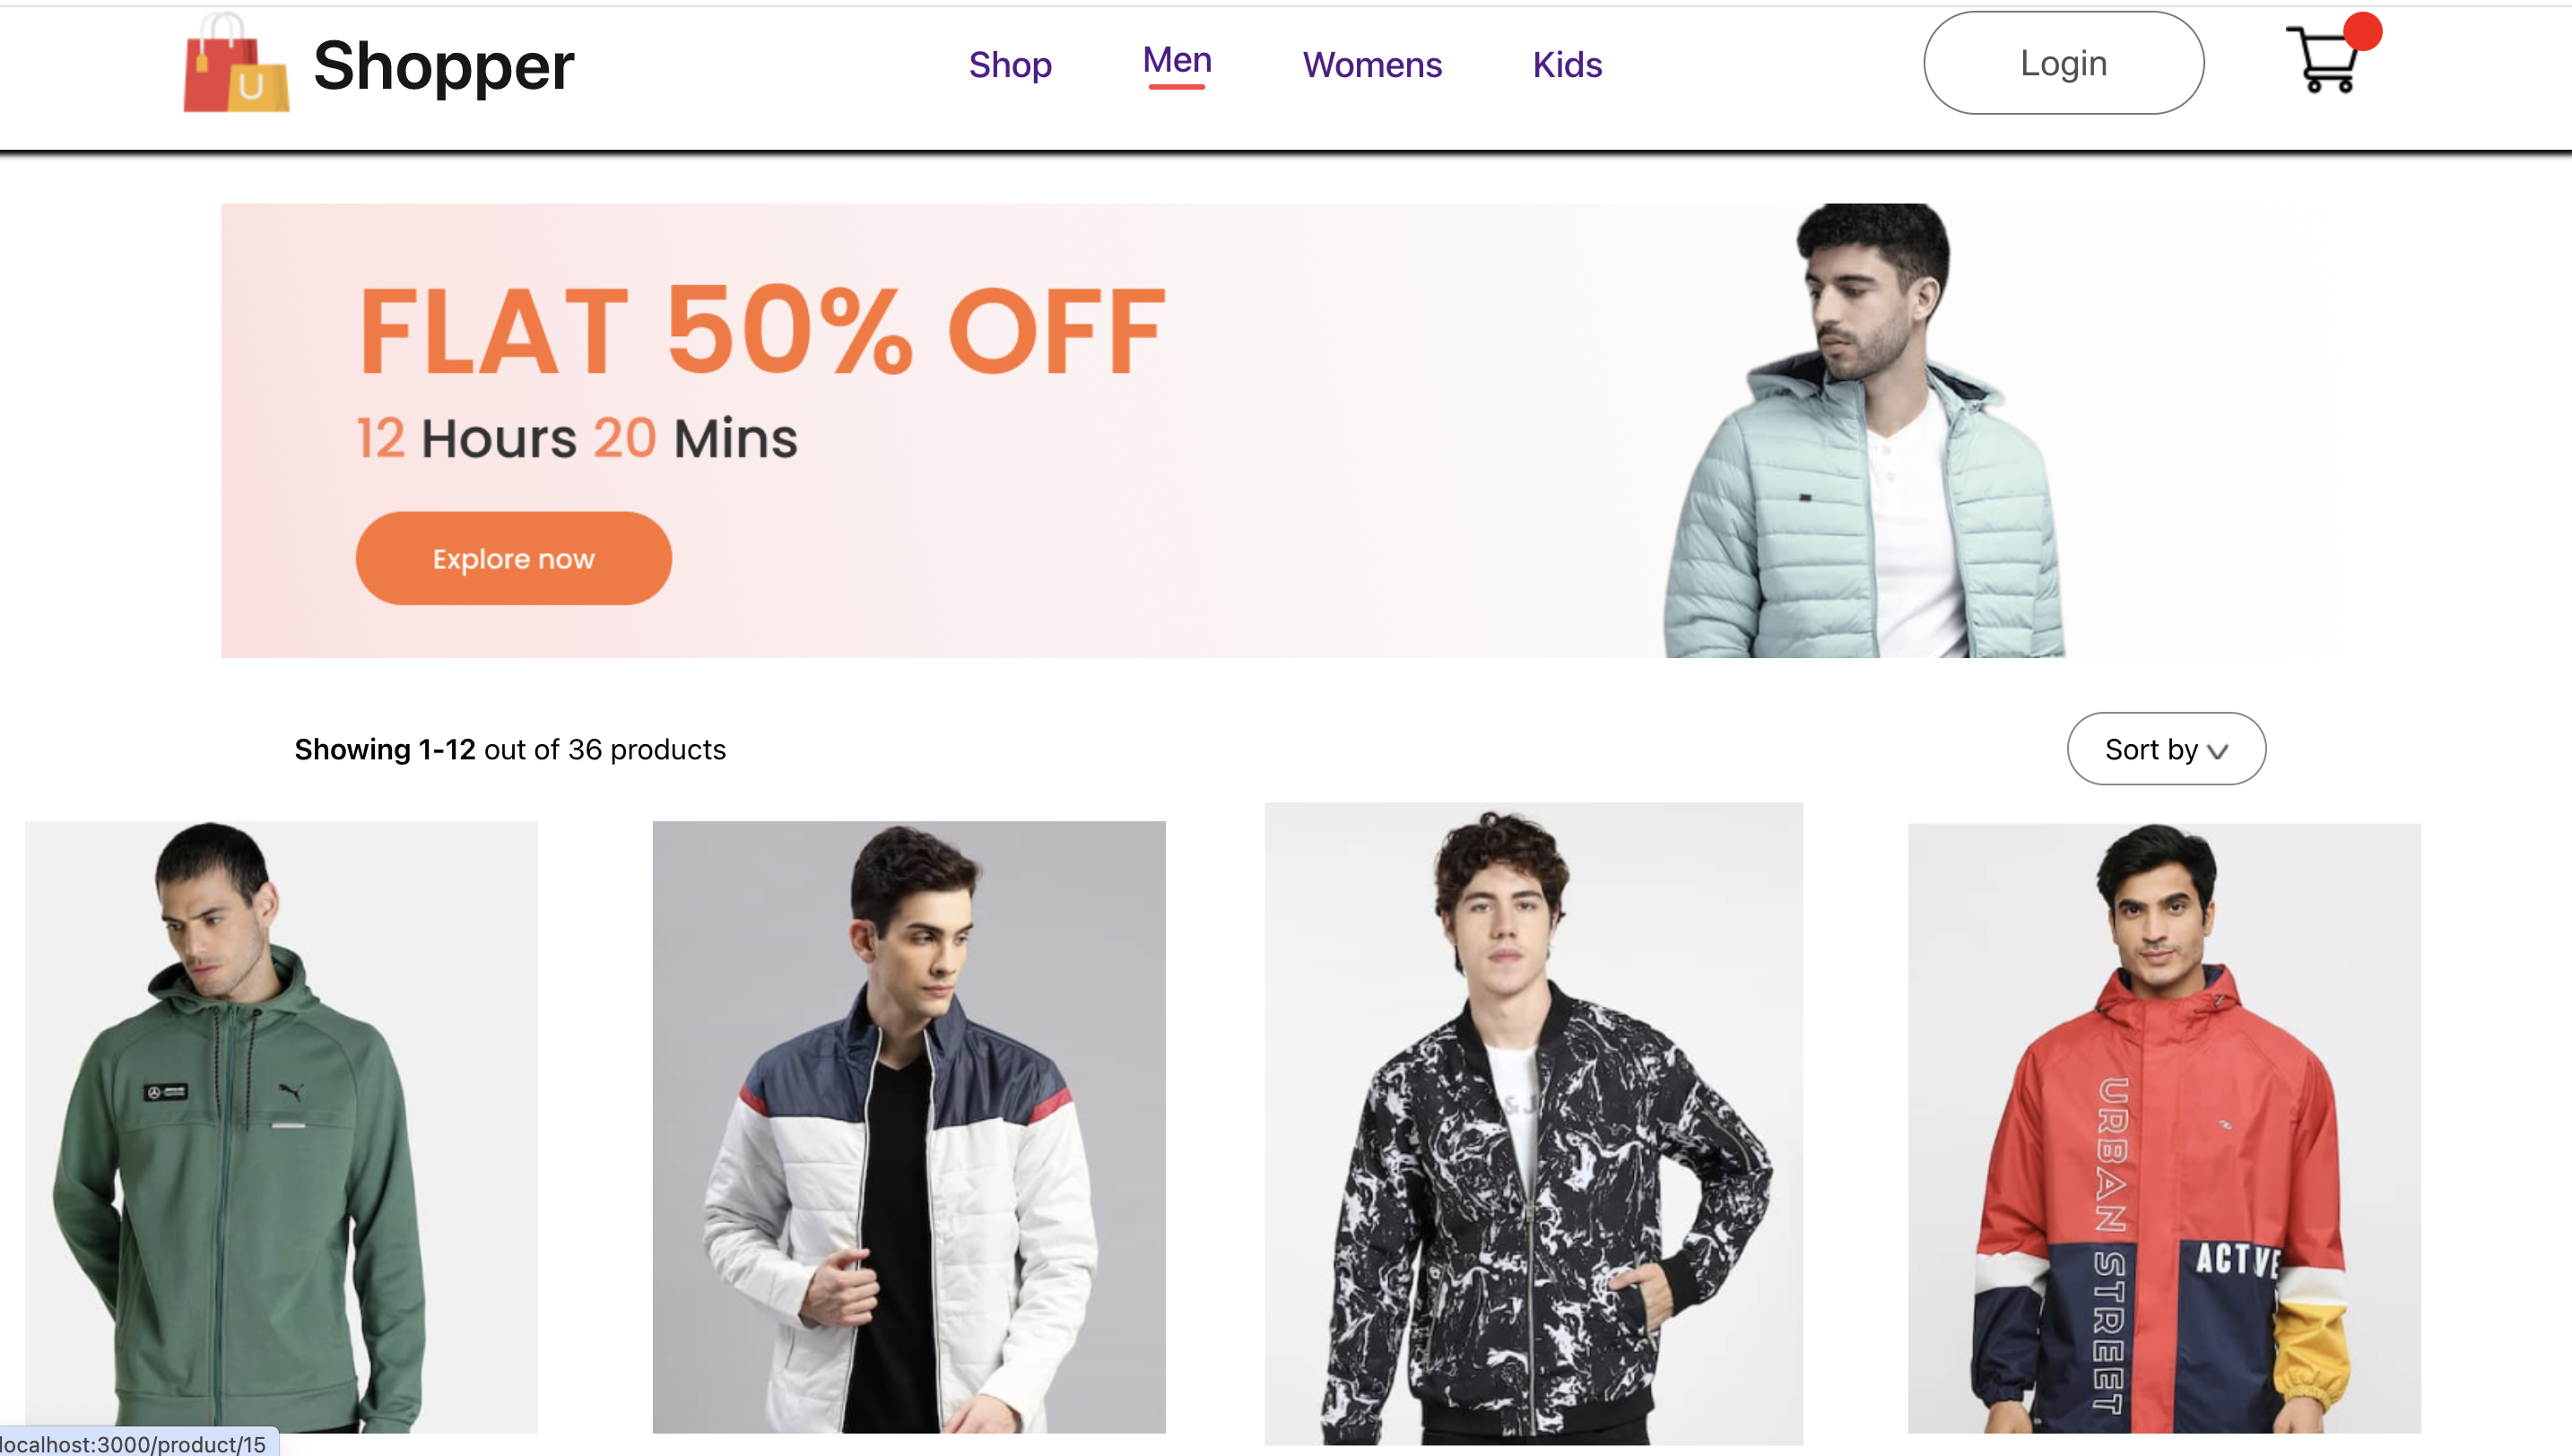 Shopper
Shop Men Womens Kids
Login
FLAT 50% OFF
12 Hours 20 Mins
Explore now
Showing 1-12 out of 36 products
Sort by
&J
URBAN STREET
ACTVE
localhost:3000/product/15